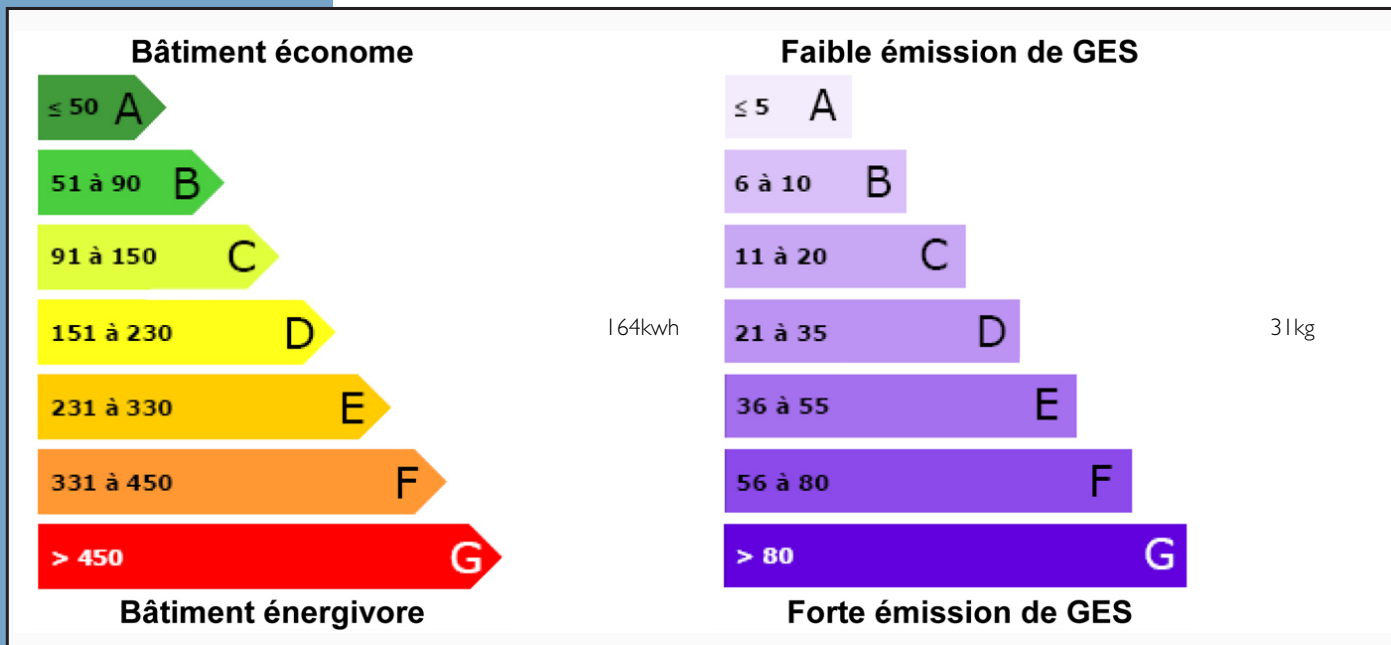 Bâtiment économe
≤ 50 A
51 à 90 B
91 à 150 C
151 à 230 D
164kwh
231 à 330 E
331 à 450 F
> 450 G
Bâtiment énergivore
Faible émission de GES
≤ 5 A
6 à 10 B
11 à 20 C
21 à 35 D
31kg
36 à 55 E
56 à 80 F
> 80 G
Forte émission de GES